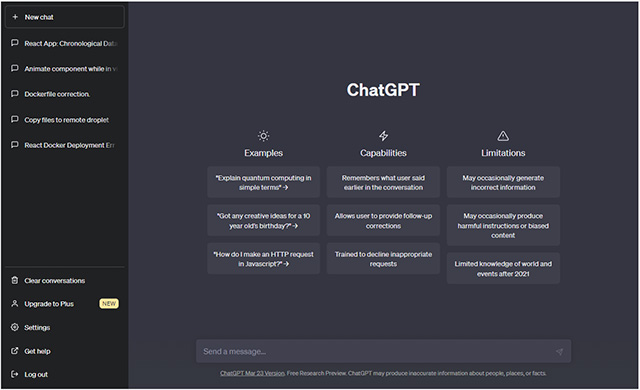 + New chat
React App: Chronological Data
Animate component while in v
Dockerfile correction.
Copy files to remote droplet
React Docker Deployment Err
Clear conversations
Upgrade to Plus NEW
Settings
Get help
Log out
ChatGPT
Examples
"Explain quantum computing in
simple terms" →
"Got any creative ideas for a 10
year old's birthday?" →
"How do I make an HTTP request
in Javascript?" →
Capabilities
Remembers what user said
earlier in the conversation
Allows user to provide follow-up
corrections
Trained to decline inappropriate
requests
Limitations
May occasionally generate
incorrect information
May occasionally produce
harmful instructions or biased
content
Limited knowledge of world and
events after 2021
Send a message...
ChatGPT Mar 23 Version. Free Research Preview. ChatGPT may produce inaccurate information about people, places, or facts.